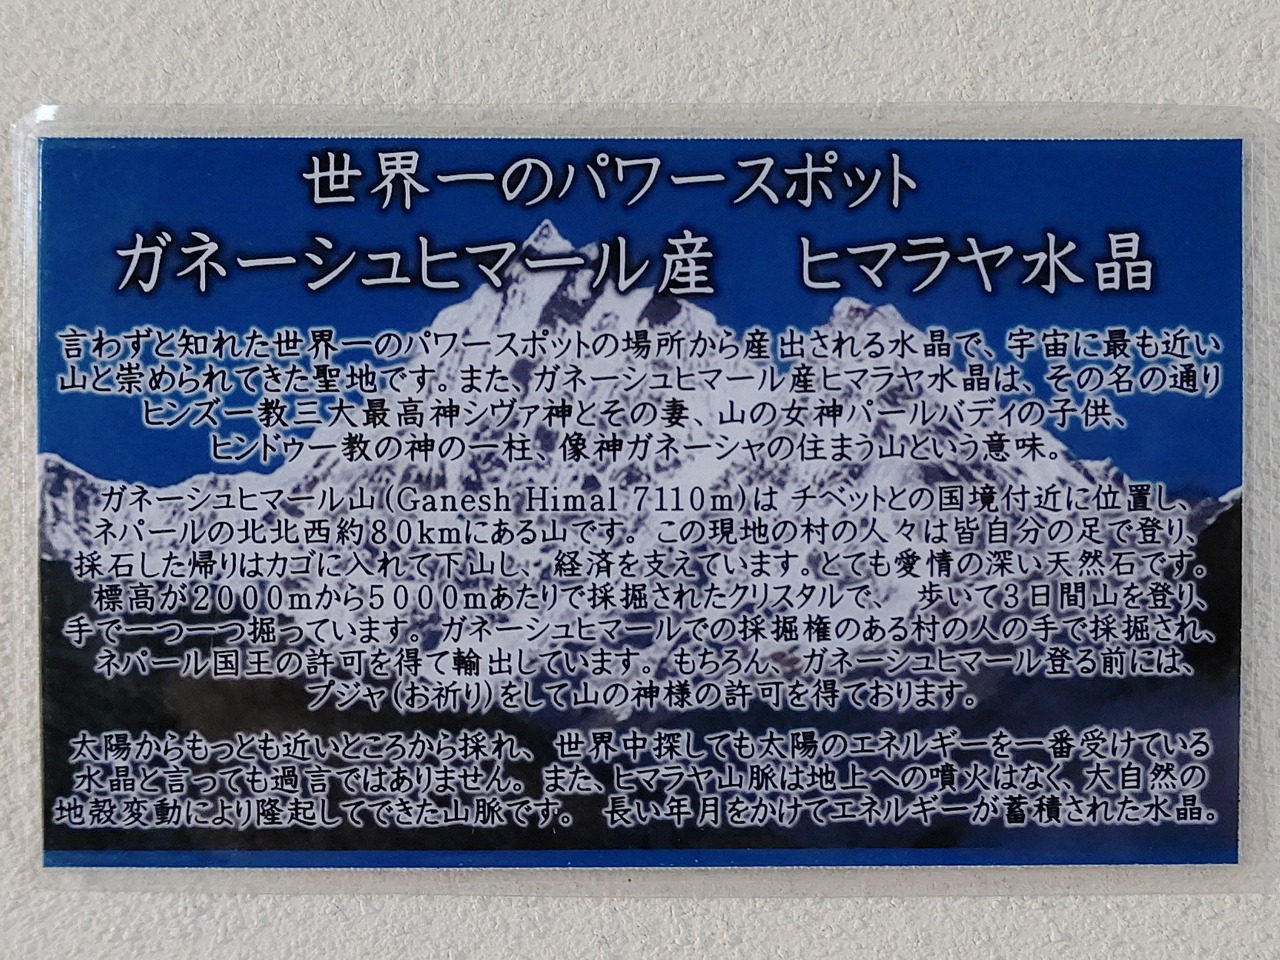 世界一のパワースポット
ガネーシュヒマール産　ヒマラヤ水晶
言わずと知れた世界一のパワースポットの場所から産出される水晶で、宇宙に最も近い
山と崇められてきた聖地です。また、ガネーシュヒマール産ヒマラヤ水晶は、その名の通り
ヒンズー教三大最高神シヴァ神とその妻、山の女神パールバディの子供、
ヒンドゥー教の神の一柱、像神ガネーシャの住まう山という意味。
ガネーシュヒマール山(Ganesh Himal 7110m)は チベットとの国境付近に位置し、
ネパールの北北西約80kmにある山です。この現地の村の人々は皆自分の足で登り、
採石した帰りはカゴに入れて下山し、経済を支えています。とても愛情の深い天然石です。
標高が2000mから5000mあたりで採掘されたクリスタルで、 歩いて3日間山を登り、
手で一つ一つ掘っています。ガネーシュヒマールでの採掘権のある村の人の手で採掘され、
ネパール国王の許可を得て輸出しています。もちろん、ガネーシュヒマール登る前には、
プジャ(お祈り)をして山の神様の許可を得ております。
太陽からもっとも近いところから採れ、世界中探しても太陽のエネルギーを一番受けている
水晶と言っても過言ではありません。また、ヒマラヤ山脈は地上への噴火はなく、大自然の
地殻変動により隆起してできた山脈です。 長い年月をかけてエネルギーが蓄積された水晶。